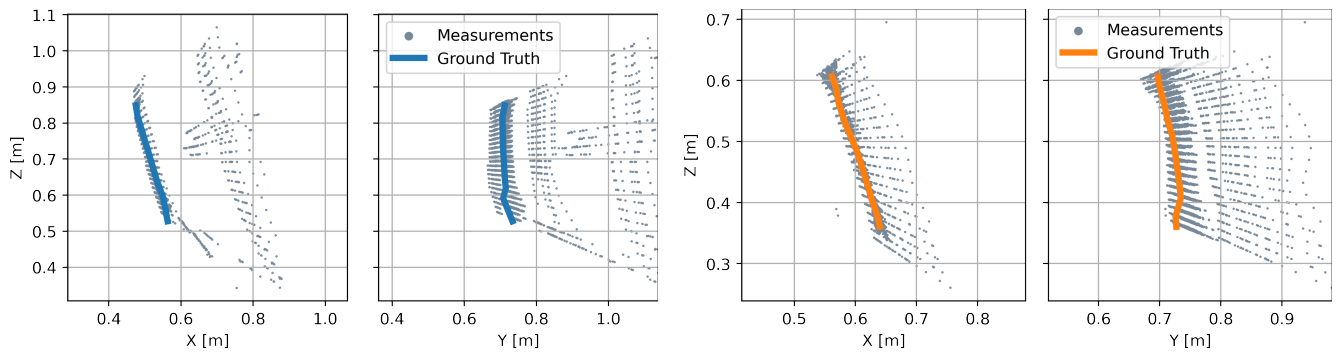 1.1
1.0
0.9
0.8
0.7
0.6
0.5
0.4
Z [m]
0.4 0.6 0.8 1.0
X [m]
Measurements
Ground Truth
0.4 0.6 0.8 1.0
Y [m]
0.7
0.6
0.5
0.4
0.3
Z [m]
0.5 0.6 0.7 0.8
X [m]
Measurements
Ground Truth
0.6 0.7 0.8 0.9
Y [m]